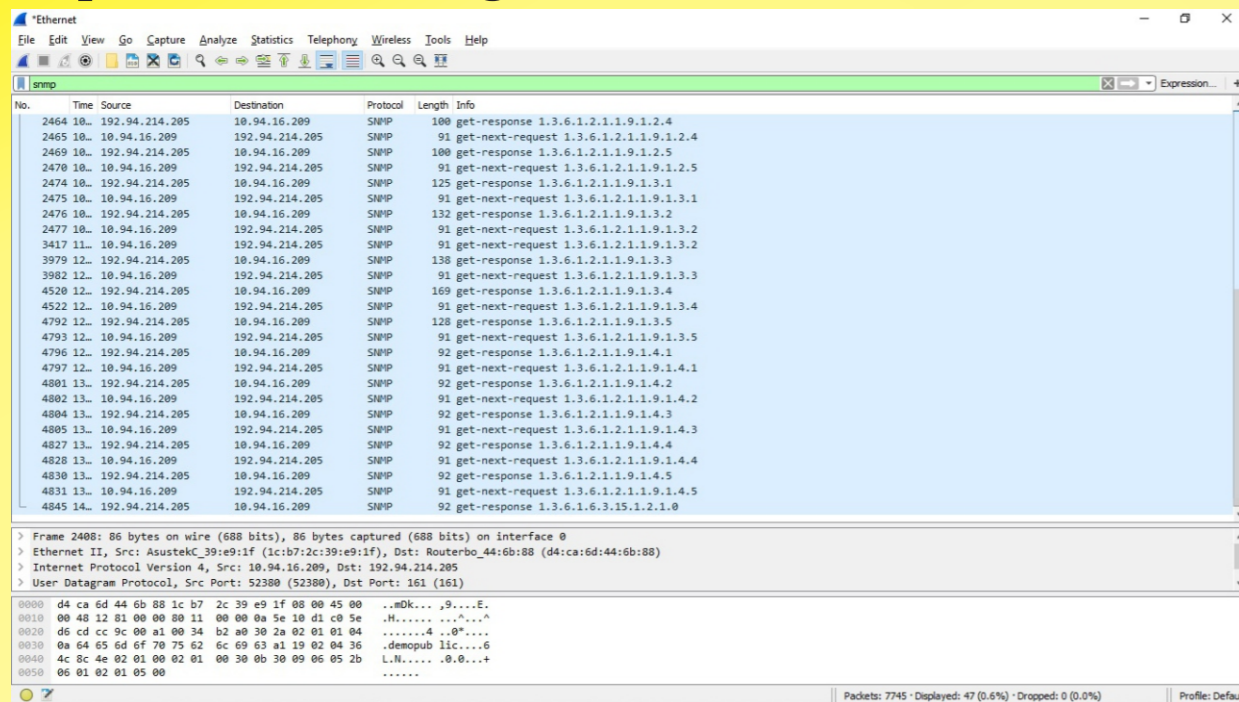 *Ethernet
File Edit View Go Capture Analyze Statistics Telephony Wireless Tools Help
snmp Expression... +
No. Time Source Destination Protocol Length Info
2464 10… 192.94.214.205 10.94.16.209 SNMP 100 get-response 1.3.6.1.2.1.1.9.1.2.4
2465 10… 10.94.16.209 192.94.214.205 SNMP 91 get-next-request 1.3.6.1.2.1.1.9.1.2.4
2469 10… 192.94.214.205 10.94.16.209 SNMP 100 get-response 1.3.6.1.2.1.1.9.1.2.5
2470 10… 10.94.16.209 192.94.214.205 SNMP 91 get-next-request 1.3.6.1.2.1.1.9.1.2.5
2474 10… 192.94.214.205 10.94.16.209 SNMP 125 get-response 1.3.6.1.2.1.1.9.1.3.1
2475 10… 10.94.16.209 192.94.214.205 SNMP 91 get-next-request 1.3.6.1.2.1.1.9.1.3.1
2476 10… 192.94.214.205 10.94.16.209 SNMP 132 get-response 1.3.6.1.2.1.1.9.1.3.2
2477 10… 10.94.16.209 192.94.214.205 SNMP 91 get-next-request 1.3.6.1.2.1.1.9.1.3.2
3417 11… 10.94.16.209 192.94.214.205 SNMP 91 get-next-request 1.3.6.1.2.1.1.9.1.3.2
3979 12… 192.94.214.205 10.94.16.209 SNMP 138 get-response 1.3.6.1.2.1.1.9.1.3.3
3982 12… 10.94.16.209 192.94.214.205 SNMP 91 get-next-request 1.3.6.1.2.1.1.9.1.3.3
4520 12… 192.94.214.205 10.94.16.209 SNMP 169 get-response 1.3.6.1.2.1.1.9.1.3.4
4522 12… 10.94.16.209 192.94.214.205 SNMP 91 get-next-request 1.3.6.1.2.1.1.9.1.3.4
4792 12… 192.94.214.205 10.94.16.209 SNMP 128 get-response 1.3.6.1.2.1.1.9.1.3.5
4793 12… 10.94.16.209 192.94.214.205 SNMP 91 get-next-request 1.3.6.1.2.1.1.9.1.3.5
4796 12… 192.94.214.205 10.94.16.209 SNMP 92 get-response 1.3.6.1.2.1.1.9.1.4.1
4797 12… 10.94.16.209 192.94.214.205 SNMP 91 get-next-request 1.3.6.1.2.1.1.9.1.4.1
4801 13… 192.94.214.205 10.94.16.209 SNMP 92 get-response 1.3.6.1.2.1.1.9.1.4.2
4802 13… 10.94.16.209 192.94.214.205 SNMP 91 get-next-request 1.3.6.1.2.1.1.9.1.4.2
4804 13… 192.94.214.205 10.94.16.209 SNMP 92 get-response 1.3.6.1.2.1.1.9.1.4.3
4805 13… 10.94.16.209 192.94.214.205 SNMP 91 get-next-request 1.3.6.1.2.1.1.9.1.4.3
4827 13… 192.94.214.205 10.94.16.209 SNMP 92 get-response 1.3.6.1.2.1.1.9.1.4.4
4828 13… 10.94.16.209 192.94.214.205 SNMP 91 get-next-request 1.3.6.1.2.1.1.9.1.4.4
4830 13… 192.94.214.205 10.94.16.209 SNMP 92 get-response 1.3.6.1.2.1.1.9.1.4.5
4831 13… 10.94.16.209 192.94.214.205 SNMP 91 get-next-request 1.3.6.1.2.1.1.9.1.4.5
4845 14… 192.94.214.205 10.94.16.209 SNMP 92 get-response 1.3.6.1.6.3.15.1.2.1.0
> Frame 2408: 86 bytes on wire (688 bits), 86 bytes captured (688 bits) on interface 0
> Ethernet II, Src: AsustekC_39:e9:1f (1c:b7:2c:39:e9:1f), Dst: Routerbo_44:6b:88 (d4:ca:6d:44:6b:88)
> Internet Protocol Version 4, Src: 10.94.16.209, Dst: 192.94.214.205
> User Datagram Protocol, Src Port: 52380 (52380), Dst Port: 161 (161)
0000 d4 ca 6d 44 6b 88 1c b7 2c 39 e9 1f 08 00 45 00 ..mDk... ,9....E.
0010 00 48 12 81 00 00 80 11 00 00 0a 5e 10 d1 c0 5e .H...... ...^...^
0020 d6 cd cc 9c 00 a1 00 34 b2 a0 30 2a 02 01 01 04 .......4 ..0*....
0030 0a 64 65 6d 6f 70 75 62 6c 69 63 a1 19 02 04 36 .demopub lic....6
0040 4c 8c 4e 02 01 00 02 01 00 30 0b 30 09 06 05 2b L.N..... .0.0...+
0050 06 01 02 01 05 00 ......
Packets: 7745 · Displayed: 47 (0.6%) · Dropped: 0 (0.0%) Profile: Defau